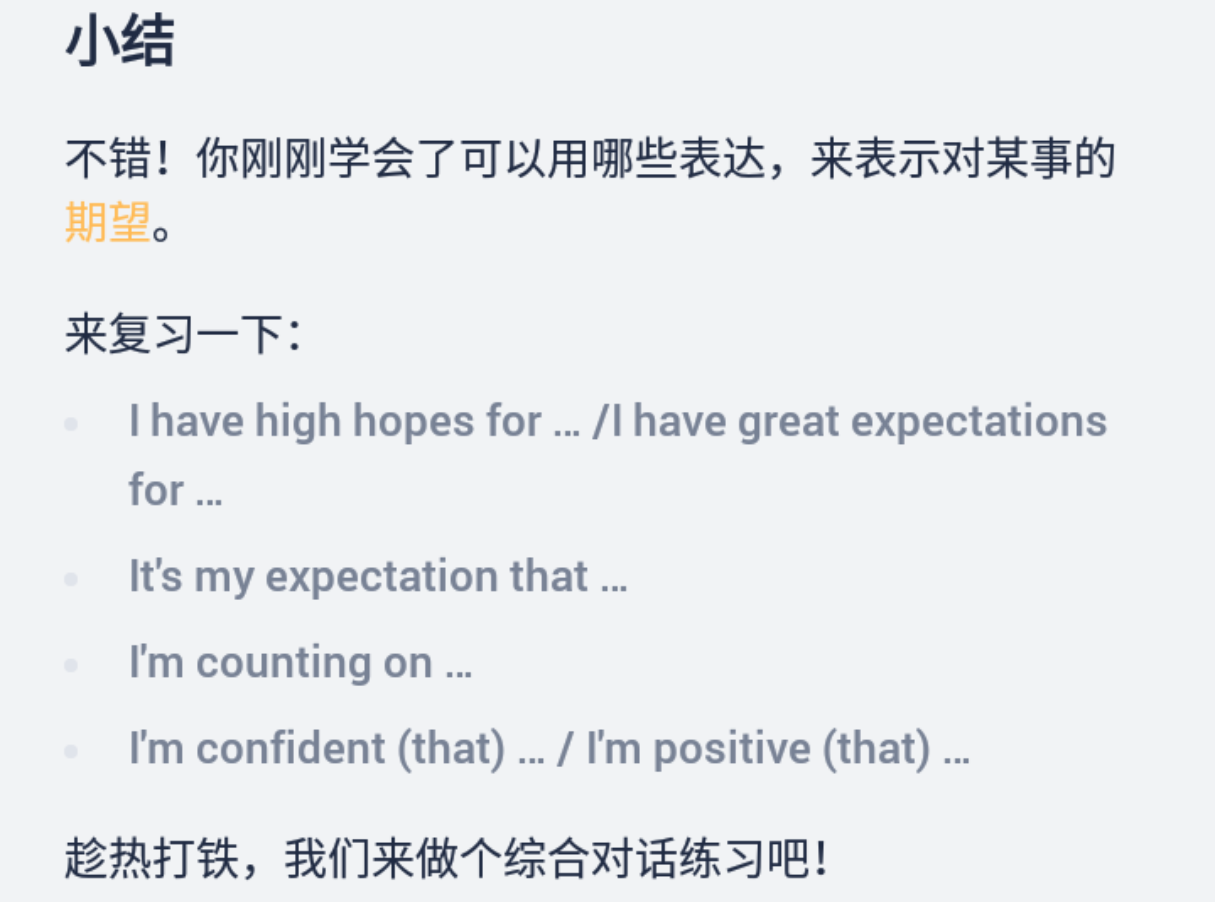 小结
不错！你刚刚学会了可以用哪些表达，来表示对某事的
期望。
来复习一下：
I have high hopes for ... /I have great expectations
for ...
It's my expectation that ...
I'm counting on ...
I'm confident (that) ... / I'm positive (that) ...
趁热打铁，我们来做个综合对话练习吧！